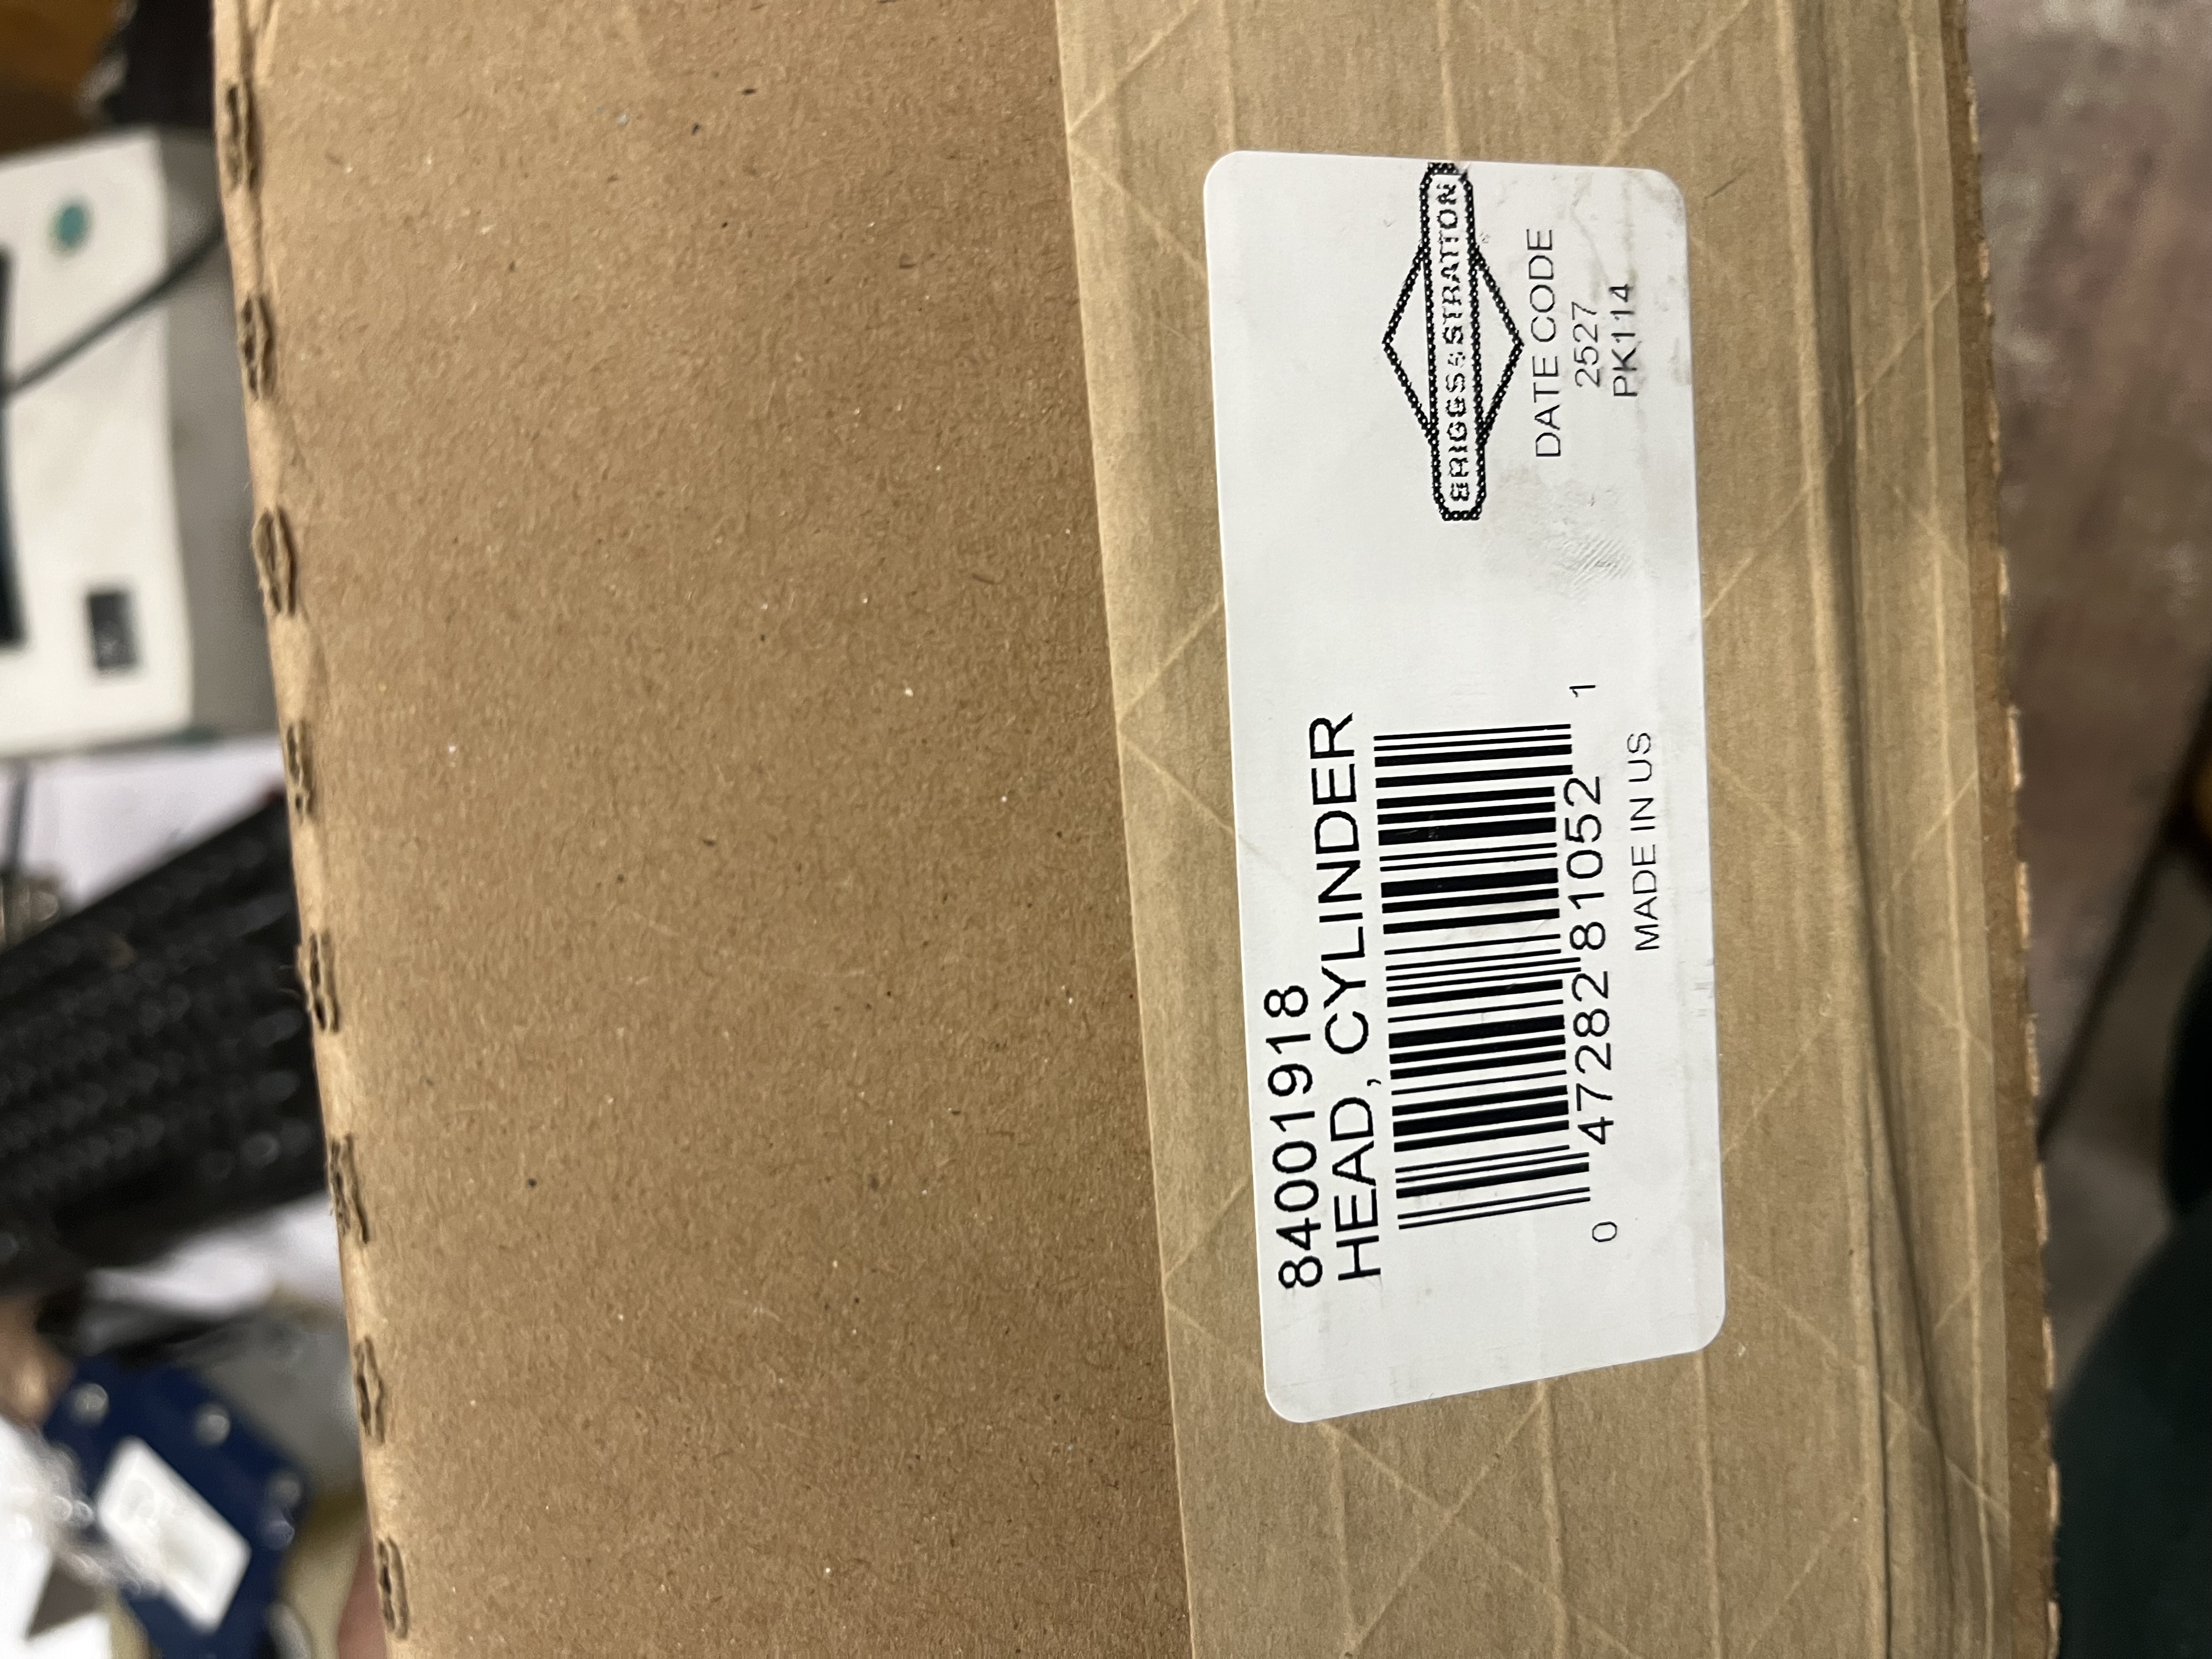 84001918
HEAD, CYLINDER
0 47282 81052 1
MADE IN US
BRIGGS&STRATTON
DATE CODE
2527
PK114